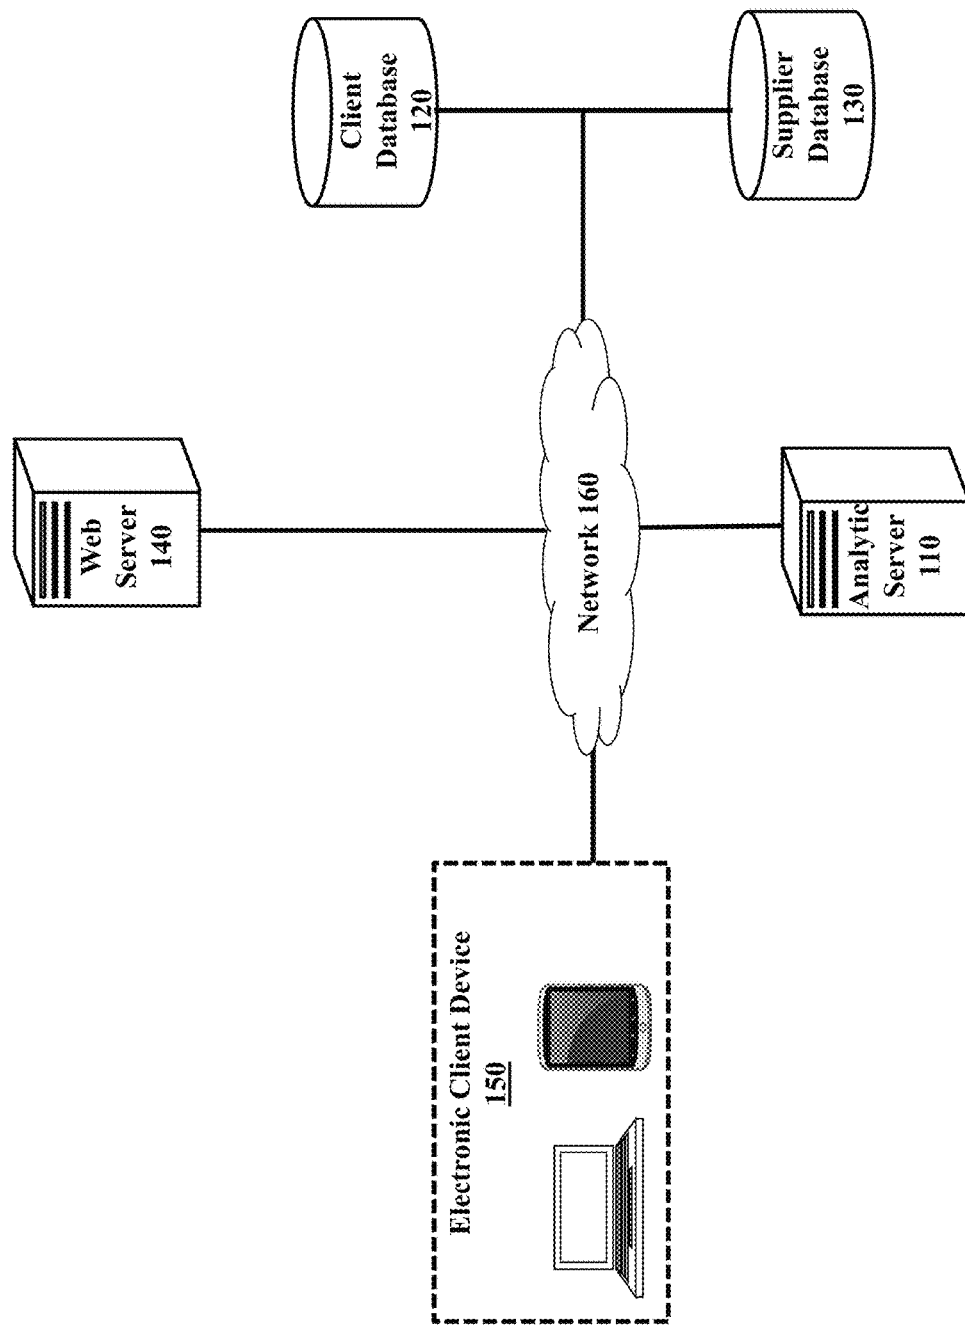 Electronic Client Device
150
Web
Server
140
Network 160
Analytic
Server
110
Client
Database
120
Supplier
Database
130